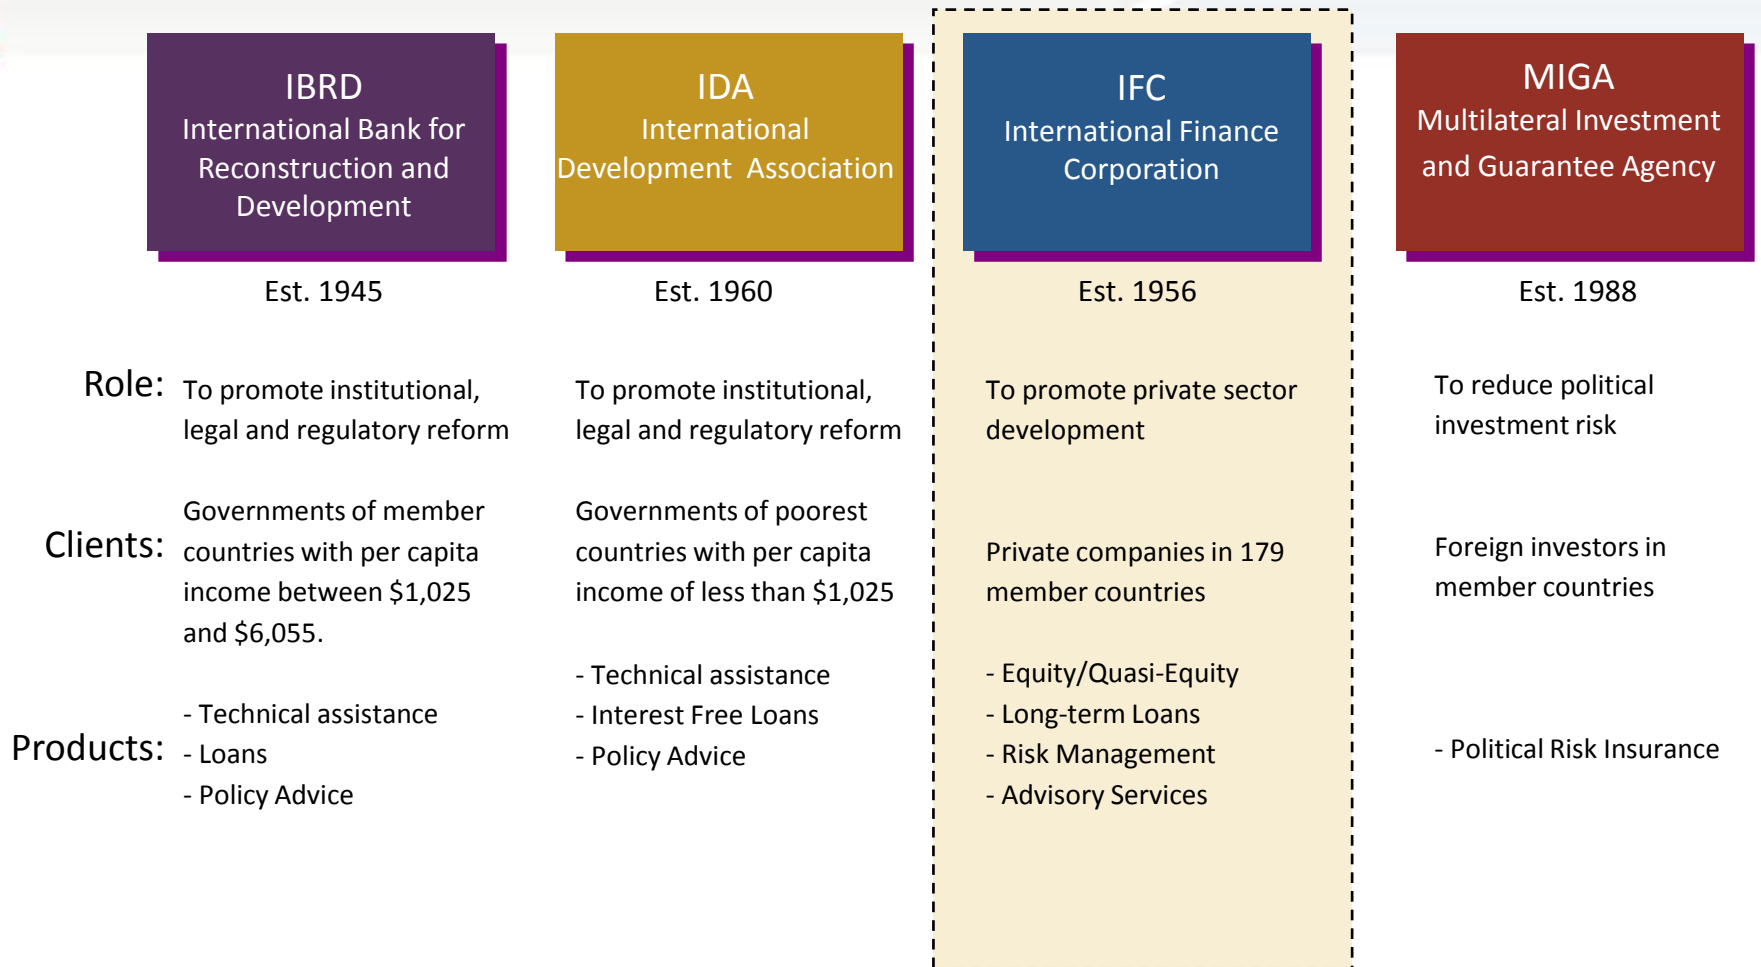 IBRD
International Bank for
Reconstruction and
Development
IDA
International
Development Association
IFC
International Finance
Corporation
MIGA
Multilateral Investment
and Guarantee Agency
Est. 1945
Est. 1960
Est. 1956
Est. 1988
Role:
To promote institutional,
legal and regulatory reform
To promote institutional,
legal and regulatory reform
To promote private sector
development
To reduce political
investment risk
Clients:
Governments of member
countries with per capita
income between $1,025
and $6,055.
Governments of poorest
countries with per capita
income of less than $1,025
Private companies in 179
member countries
Foreign investors in
member countries
Products:
- Technical assistance
- Loans
- Policy Advice
- Technical assistance
- Interest Free Loans
- Policy Advice
- Equity/Quasi-Equity
- Long-term Loans
- Risk Management
- Advisory Services
- Political Risk Insurance